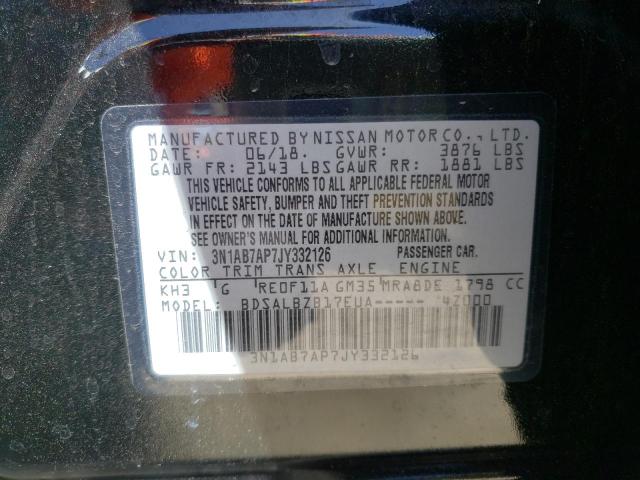 MANUFACTURED BY NISSAN MOTOR CO., LTD.
DATE: 06/18. GVWR: 3876 LBS
GAWR FR: 2143 LBS GAWR RR: 1881 LBS
THIS VEHICLE CONFORMS TO ALL APPLICABLE FEDERAL MOTOR
VEHICLE SAFETY, BUMPER AND THEFT PREVENTION STANDARDS
IN EFFECT ON THE DATE OF MANUFACTURE SHOWN ABOVE.
SEE OWNER'S MANUAL FOR ADDITIONAL INFORMATION.
VIN: 3N1AB7AP7JY332126 PASSENGER CAR.
COLOR TRIM TRANS AXLE ENGINE
KH3 G RE0F11A GM35 MRA8DE 1798 CC
MODEL: BDSALBZB17EUA----- 4Z000
3N1AB7AP7JY332126